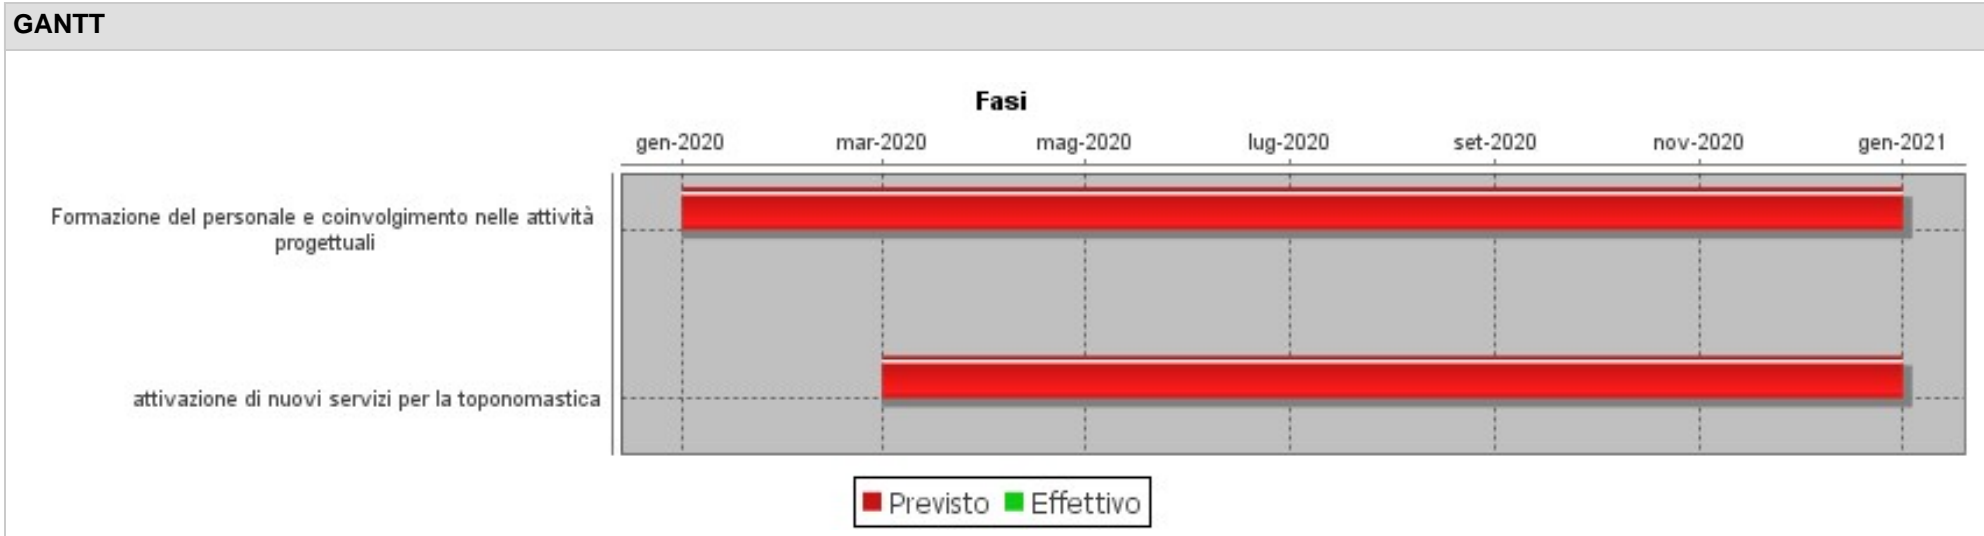 GANTT
Fasi
gen-2020 mar-2020 mag-2020 lug-2020 set-2020 nov-2020 gen-2021
Formazione del personale e coinvolgimento nelle attività
progettuali
attivazione di nuovi servizi per la toponomastica
Previsto Effettivo